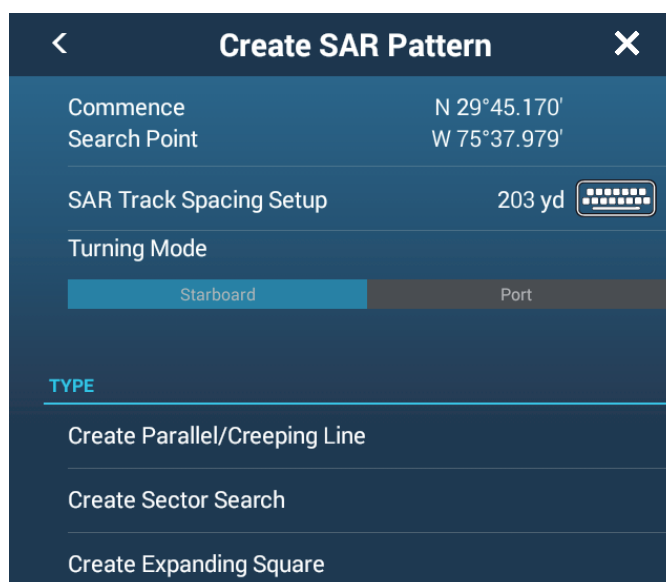 Create SAR Pattern
Commence N 29°45.170'
Search Point W 75°37.979'
SAR Track Spacing Setup 203 yd
Turning Mode
Starboard Port
TYPE
Create Parallel/Creeping Line
Create Sector Search
Create Expanding Square